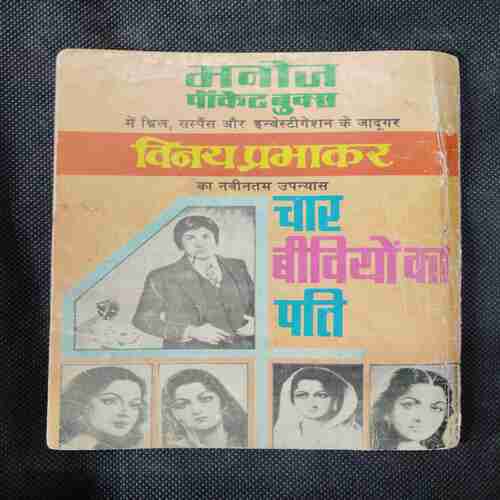 मनोज
पॉकेट बुक्स
में थ्रिल, सस्पैंस और इन्वेस्टीगेशन के जादूगर
विनय प्रभाकर
का नवीनतम उपन्यास
चार
बीवियों का
पति